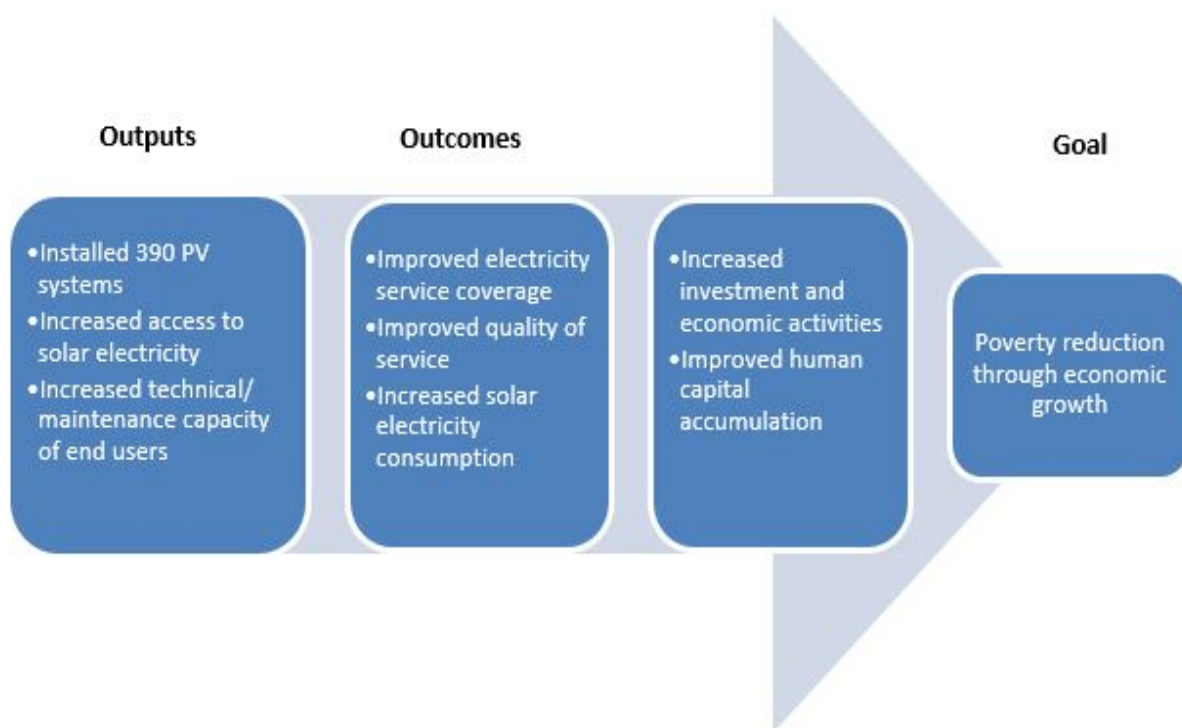 Outputs
Outcomes
Goal
•Installed 390 PV
systems
•Increased access to
solar electricity
•Increased technical/
maintenance capacity
of end users
•Improved electricity
service coverage
•Improved quality of
service
•Increased solar
electricity
consumption
•Increased
investment and
economic activities
•Improved human
capital
accumulation
Poverty reduction
through economic
growth